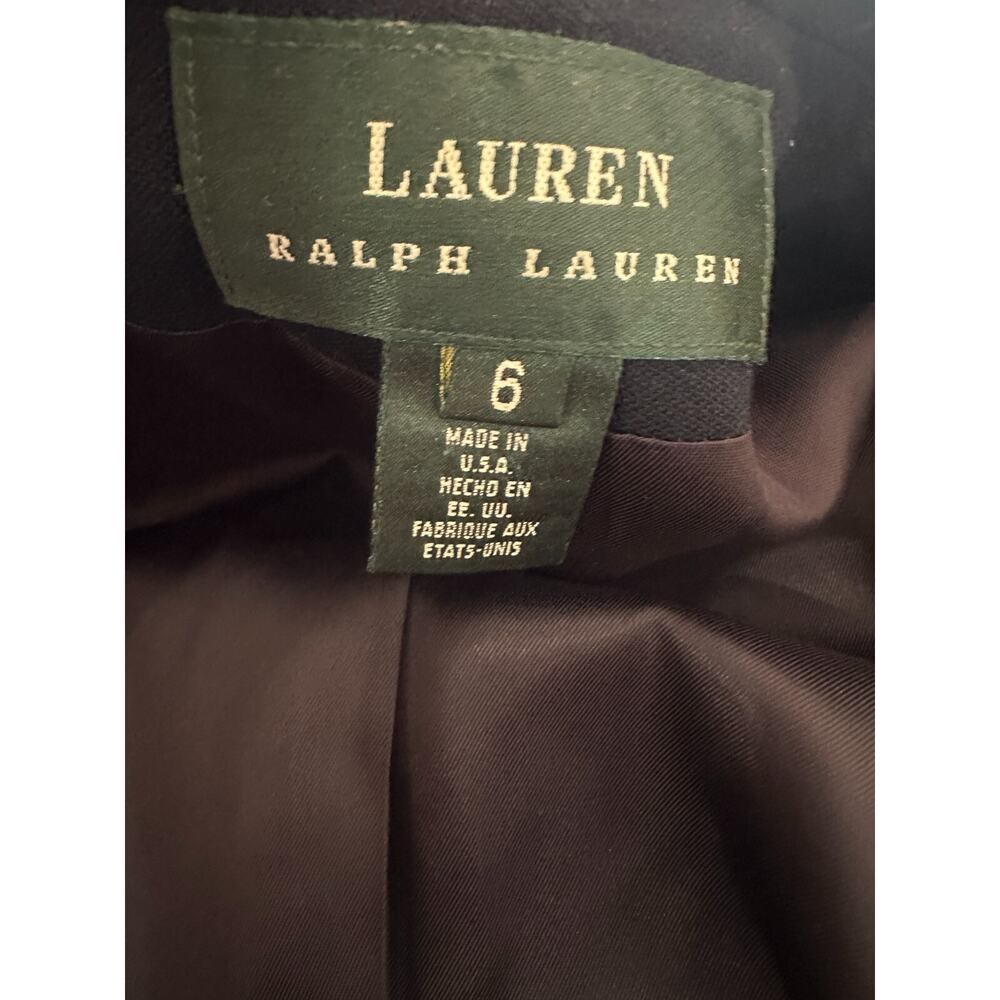 LAUREN
RALPH LAUREN
6
MADE IN
U.S.A.
HECHO EN
EE. UU.
FABRIQUE AUX
ETATS-UNIS